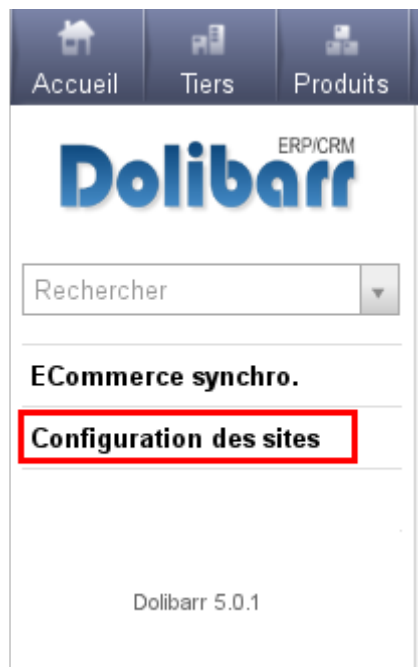 Accueil Tiers Produits
ERP/CRM
Dolibarr
Rechercher
ECommerce synchro.
Configuration des sites
Dolibarr 5.0.1